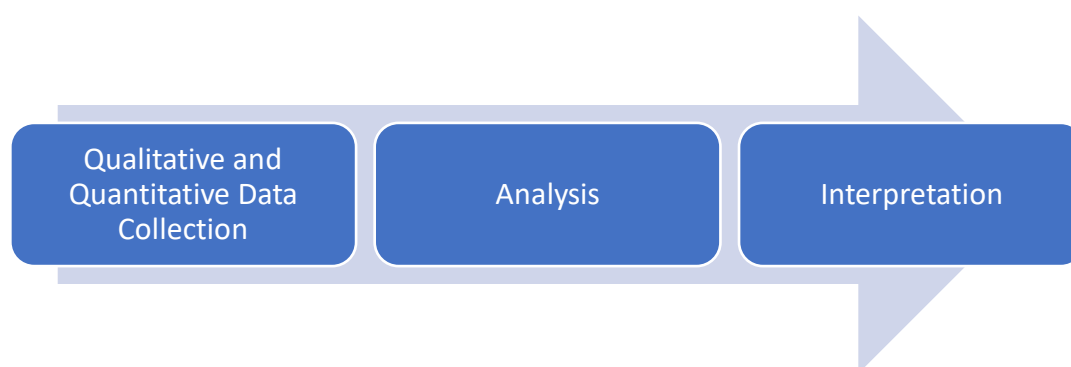 Qualitative and
Quantitative Data
Collection
Analysis
Interpretation